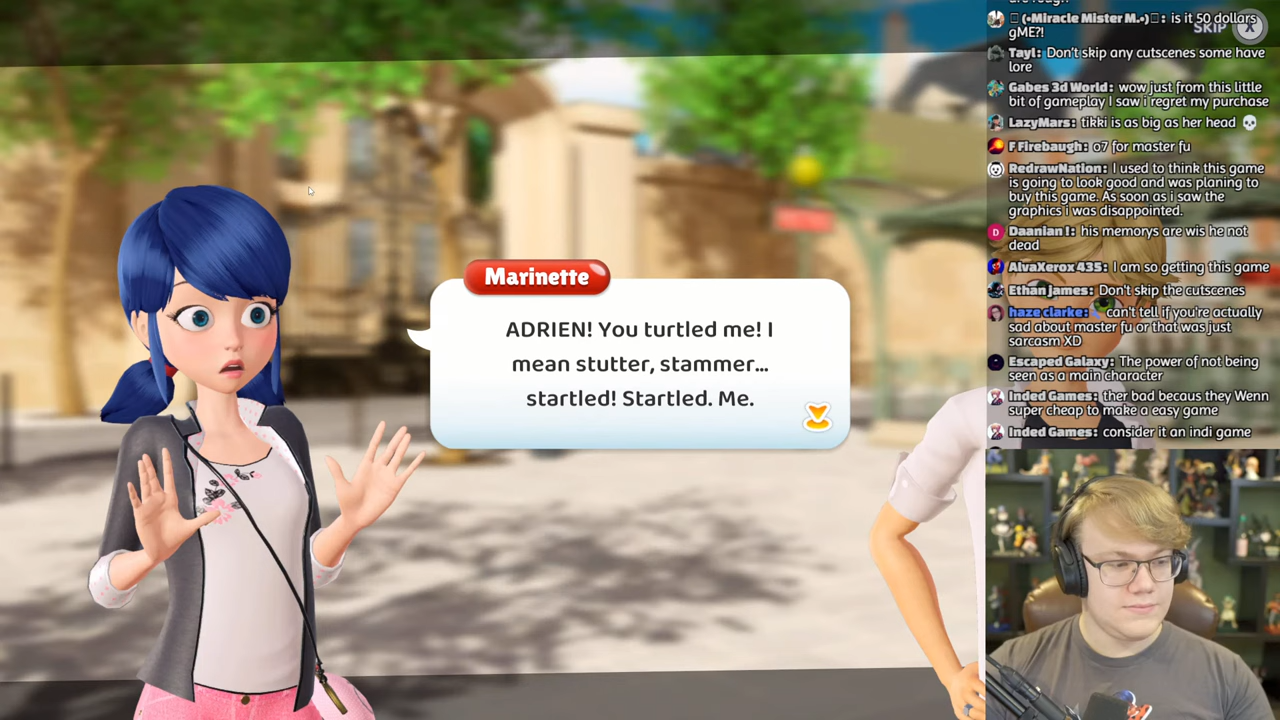 Marinette
ADRIEN! You turtled me! I
mean stutter, stammer...
startled! Startled. Me.
SKIP X
(•Miracle Mister M.•) : is it 50 dollars
gME?!
Tayl: Don't skip any cutscenes some have
lore
Gabes 3d World: wow just from this little
bit of gameplay I saw i regret my purchase
LazyMars: tikki is as big as her head 💀
F Firebaugh: o7 for master fu
RedrawNation: I used to think this game
is going to look good and was planing to
buy this game. As soon as i saw the
graphics i was disappointed.
D Daanian !: his memorys are wis he not
dead
AlvaXerox 435: I am so getting this game
Ethan james: Don't skip the cutscenes
haze clarke: can't tell if you're actually
sad about master fu or that was just
sarcasm XD
Escaped Galaxy: The power of not being
seen as a main character
Inded Games: ther bad becaus they Wenn
super cheap to make a easy game
Inded Games: consider it an indi game